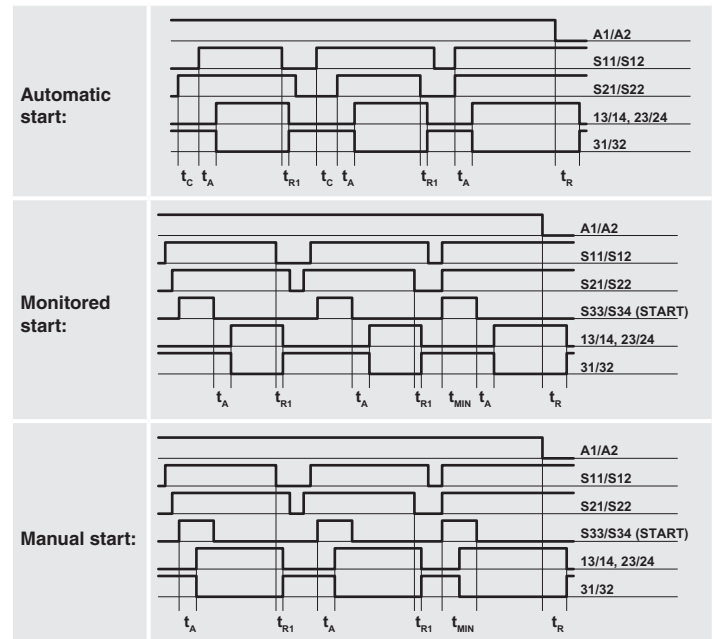 Automatic
start:
A1/A2
S11/S12
S21/S22
13/14, 23/24
31/32
tC tA tR1 tC tA tR1 tA tR
Monitored
start:
A1/A2
S11/S12
S21/S22
S33/S34 (START)
13/14, 23/24
31/32
tA tR1 tA tR1 tMIN tA tR
Manual start:
A1/A2
S11/S12
S21/S22
S33/S34 (START)
13/14, 23/24
31/32
tA tR1 tA tR1 tMIN tR